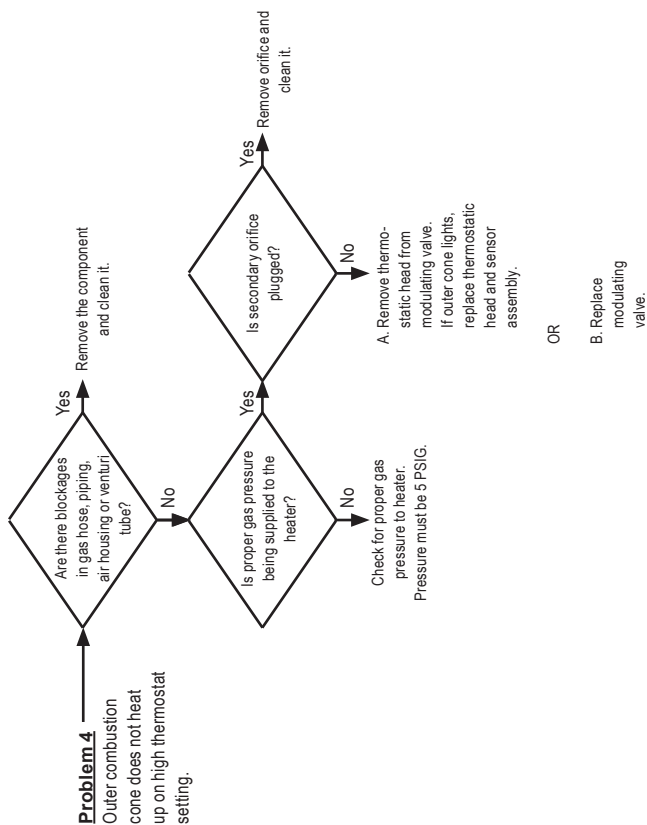 Problem 4
Outer combustion
cone does not heat
up on high thermostat
setting.
Are there blockages
in gas hose, piping,
air housing or venturi
tube?
Yes
Remove the component
and clean it.
No
Is proper gas pressure
being supplied to the
heater?
No
Check for proper gas
pressure to heater.
Pressure must be 5 PSIG.
Yes
Is secondary orifice
plugged?
Yes
Remove orifice and
clean it.
No
A. Remove thermo-
static head from
modulating valve.
If outer cone lights,
replace thermostatic
head and sensor
assembly.
OR
B. Replace
modulating
valve.